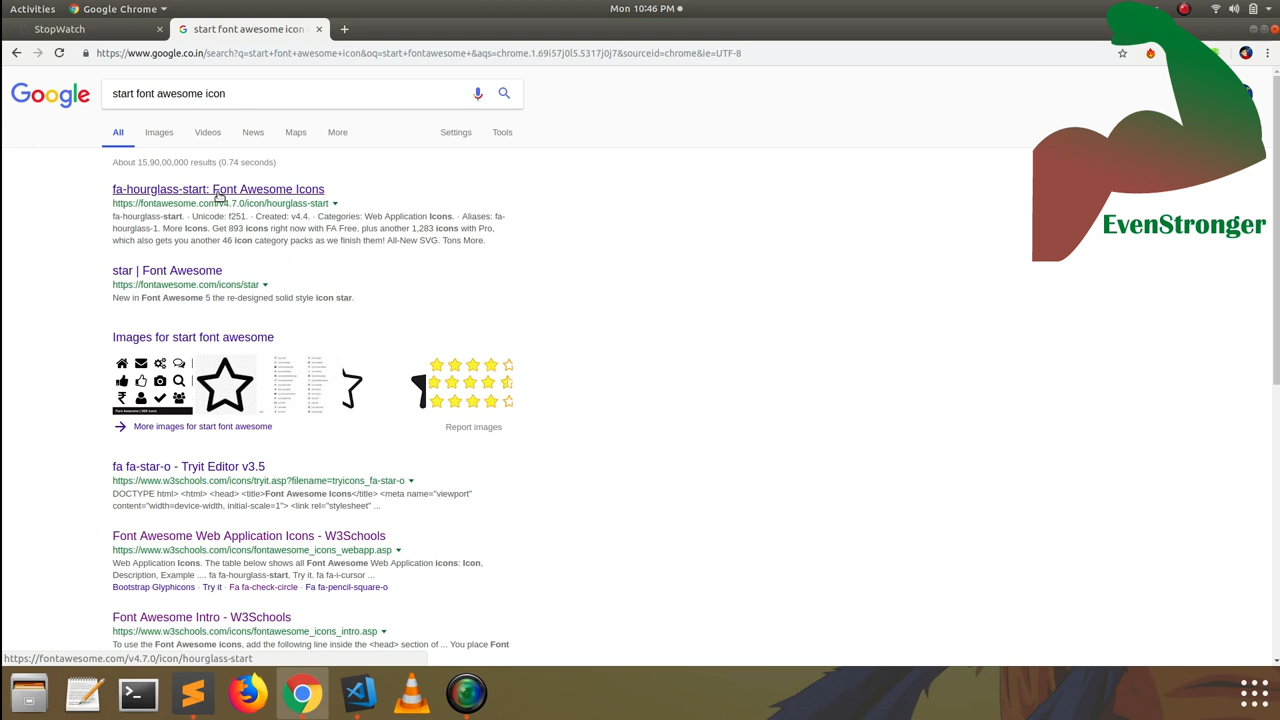 Activities
Google Chrome
Mon 10:46 PM
StopWatch
start font awesome icon
https://www.google.co.in/search?q=start+font+awesome+icon&oq=start+fontawesome+&aqs=chrome.1.69i57j0l5.5317j0j7&sourceid=chrome&ie=UTF-8
Google
start font awesome icon
All Images Videos News Maps More Settings Tools
About 15,90,00,000 results (0.74 seconds)
fa-hourglass-start: Font Awesome Icons
https://fontawesome.com/v4.7.0/icon/hourglass-start
fa-hourglass-start. · Unicode: f251. · Created: v4.4. · Categories: Web Application Icons. · Aliases: fa-
hourglass-1. More Icons. Get 893 icons right now with FA Free, plus another 1,283 icons with Pro,
which also gets you another 46 icon category packs as we finish them! All-New SVG. Tons More.
star | Font Awesome
https://fontawesome.com/icons/star
New in Font Awesome 5 the re-designed solid style icon star.
Images for start font awesome
More images for start font awesome
Report images
fa fa-star-o - Tryit Editor v3.5
https://www.w3schools.com/icons/tryit.asp?filename=tryicons_fa-star-o
DOCTYPE html> <html> <head> <title>Font Awesome Icons</title> <meta name="viewport"
content="width=device-width, initial-scale=1"> <link rel="stylesheet" ...
Font Awesome Web Application Icons - W3Schools
https://www.w3schools.com/icons/fontawesome_icons_webapp.asp
Web Application Icons. The table below shows all Font Awesome Web Application icons: Icon,
Description, Example .... fa fa-hourglass-start, Try it. fa fa-i-cursor ...
Bootstrap Glyphicons · Try it · Fa fa-check-circle · Fa fa-pencil-square-o
Font Awesome Intro - W3Schools
https://www.w3schools.com/icons/fontawesome_icons_intro.asp
To use the Font Awesome icons, add the following line inside the <head> section of ... You place Font
https://fontawesome.com/v4.7.0/icon/hourglass-start
EvenStronger